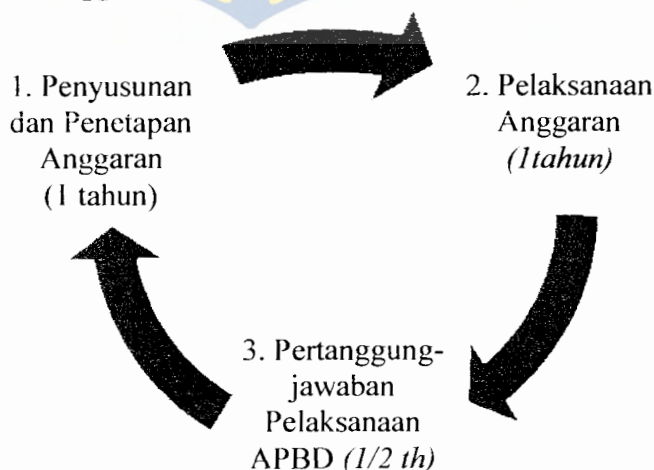 1. Penyusunan
dan Penetapan
Anggaran
(1 tahun)
2. Pelaksanaan
Anggaran
(1tahun)
3. Pertanggung-
jawaban
Pelaksanaan
APBD (1/2 th)